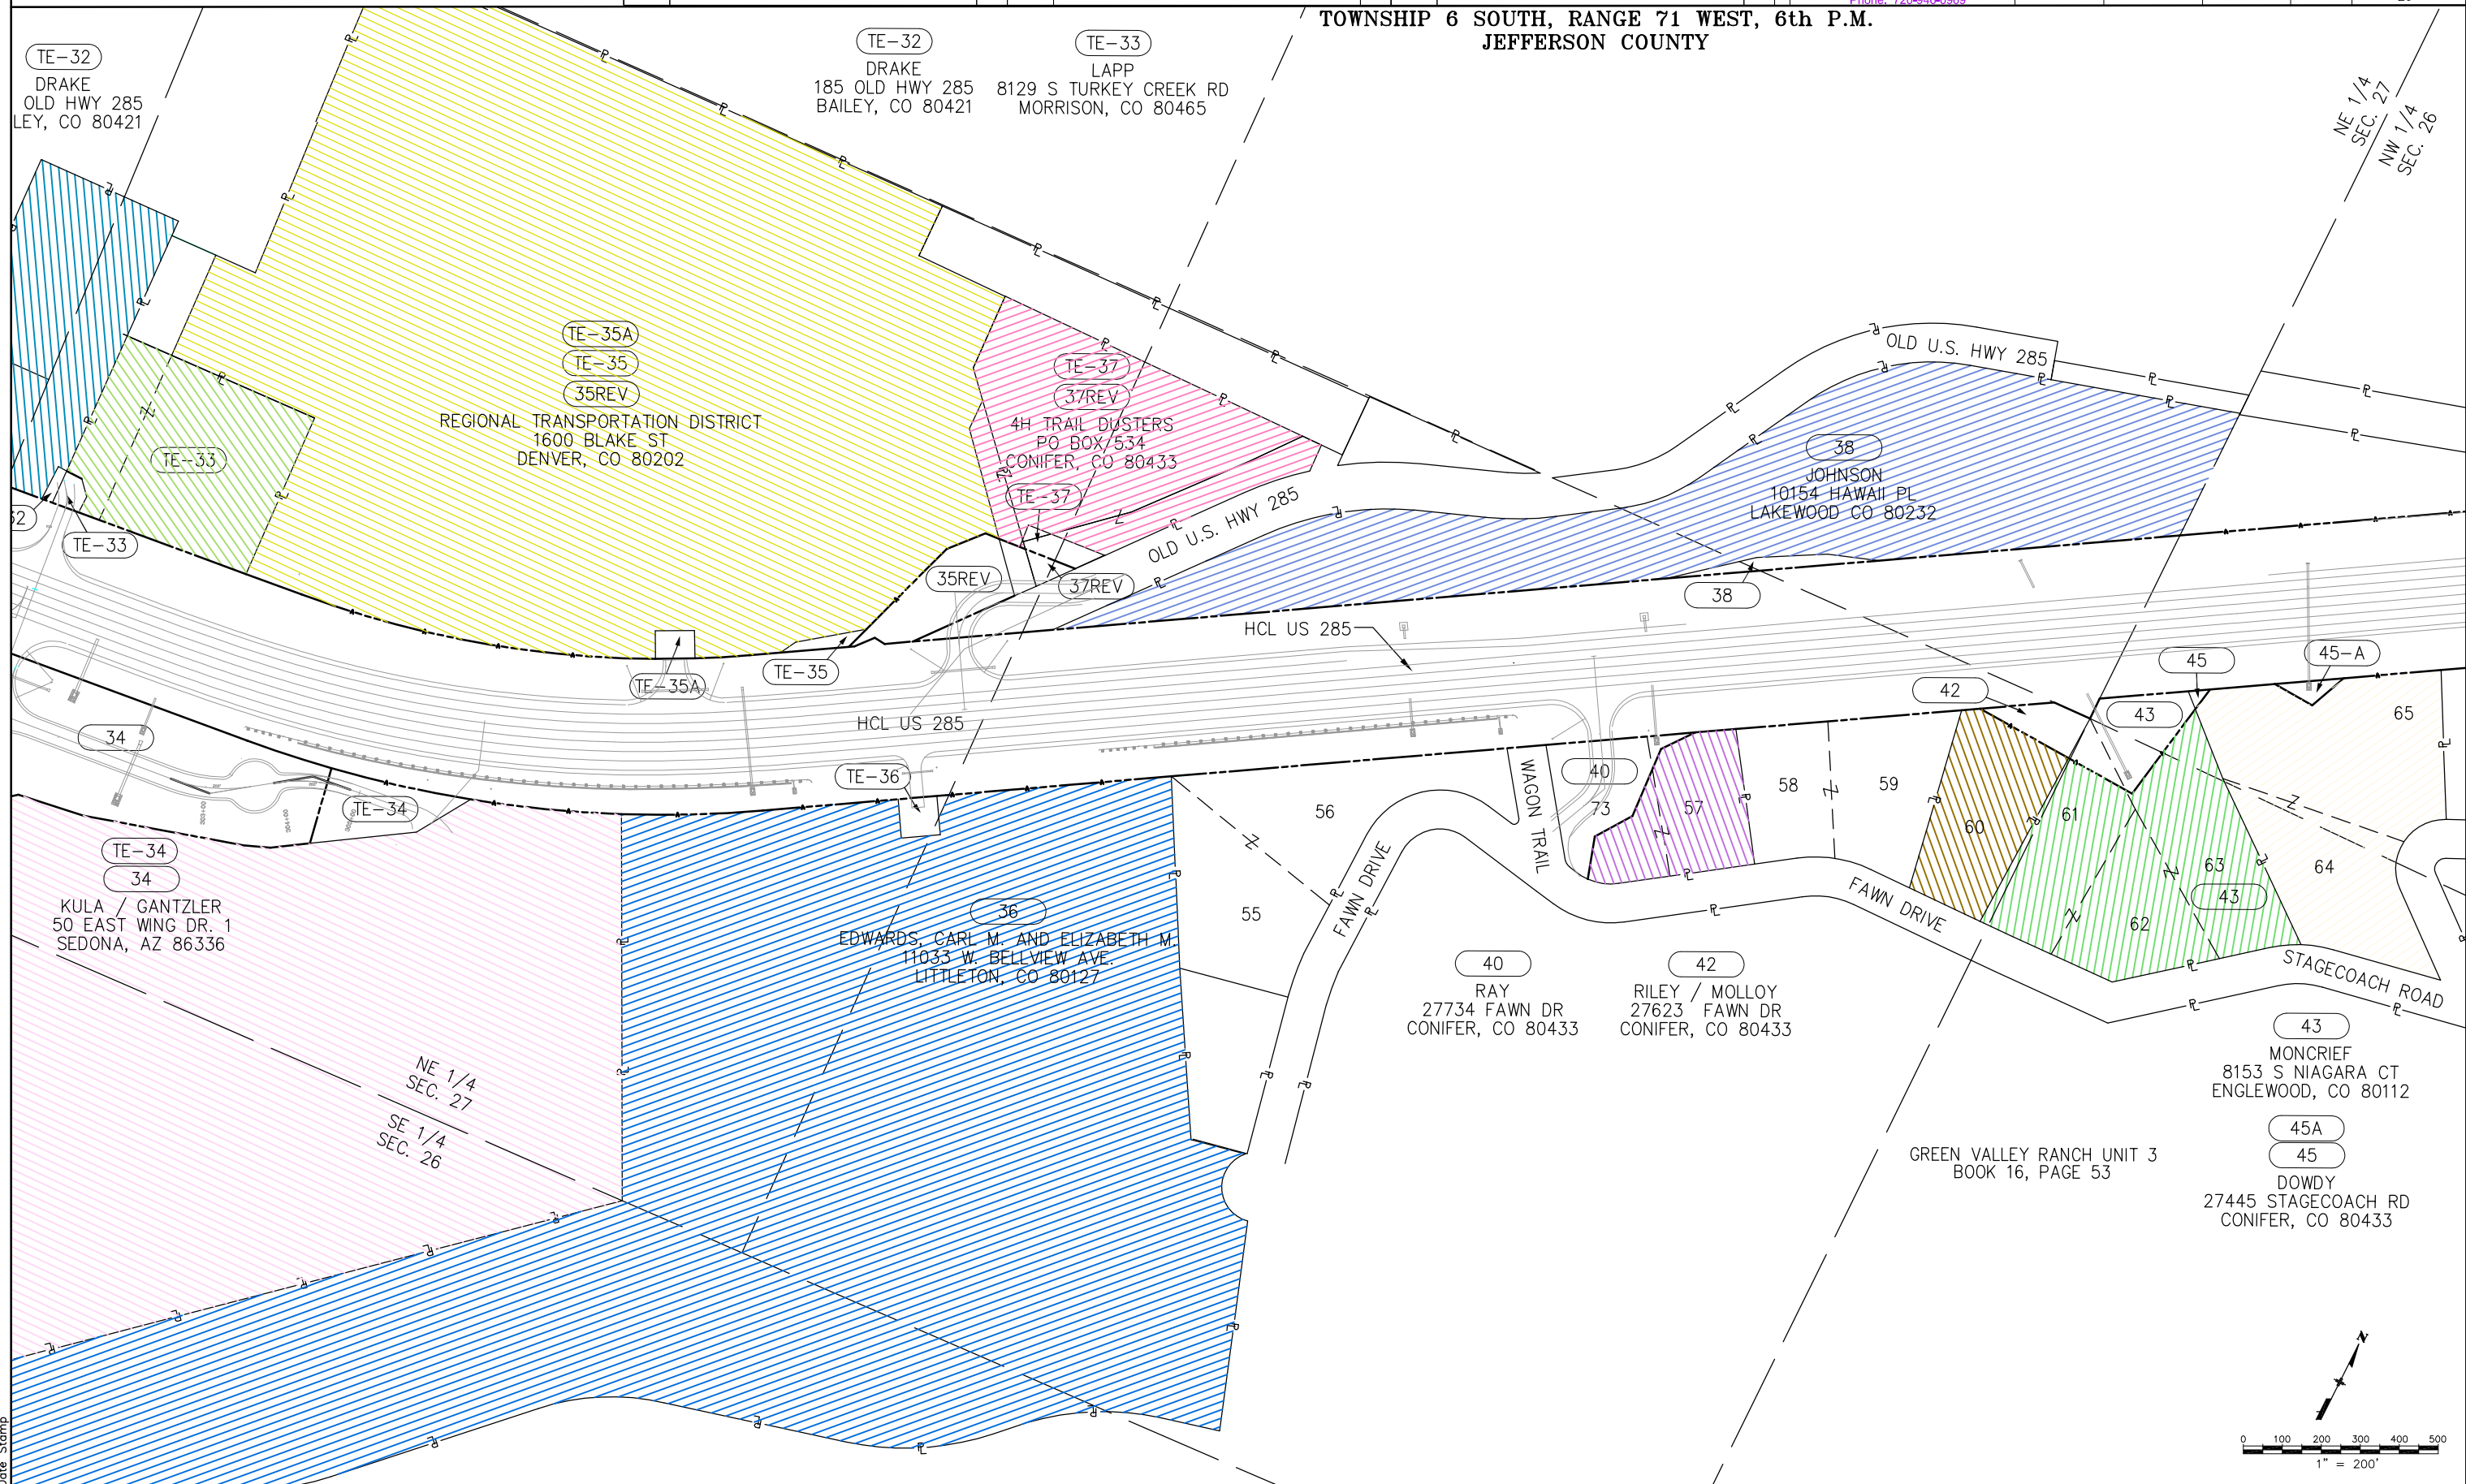 TOWNSHIP 6 SOUTH, RANGE 71 WEST, 6th P.M.
JEFFERSON COUNTY
TE-32
DRAKE
OLD HWY 285
LEY, CO 80421
TE-32
DRAKE
185 OLD HWY 285
BAILEY, CO 80421
TE-33
LAPP
8129 S TURKEY CREEK RD
MORRISON, CO 80465
NE 1/4
SEC. 27
NW 1/4
SEC. 26
TE-35A
TE-35
35REV
REGIONAL TRANSPORTATION DISTRICT
1600 BLAKE ST
DENVER, CO 80202
TE-37
37REV
4H TRAIL DUSTERS
PO BOX 534
CONIFER, CO 80433
TE-37
OLD U.S. HWY 285
38
JOHNSON
10154 HAWAII PL
LAKEWOOD CO 80232
OLD U.S. HWY 285
TE-33
32
TE-33
35REV
37REV
38
HCL US 285
TE-35
TE-35A
HCL US 285
45
45-A
42
43
65
34
TE-34
TE-36
40
73
57
58
59
60
61
62
63
43
64
56
55
WAGON TRAIL
FAWN DRIVE
FAWN DRIVE
STAGECOACH ROAD
303+00
304+00
305+00
TE-34
34
KULA / GANTZLER
50 EAST WING DR. 1
SEDONA, AZ 86336
36
EDWARDS, CARL M. AND ELIZABETH M.
11033 W. BELLVIEW AVE.
LITTLETON, CO 80127
40
RAY
27734 FAWN DR
CONIFER, CO 80433
42
RILEY / MOLLOY
27623 FAWN DR
CONIFER, CO 80433
43
MONCRIEF
8153 S NIAGARA CT
ENGLEWOOD, CO 80112
45A
45
DOWDY
27445 STAGECOACH RD
CONIFER, CO 80433
GREEN VALLEY RANCH UNIT 3
BOOK 16, PAGE 53
NE 1/4
SEC. 27
SE 1/4
SEC. 26
N
0 100 200 300 400 500
1" = 200'
Date Stamp